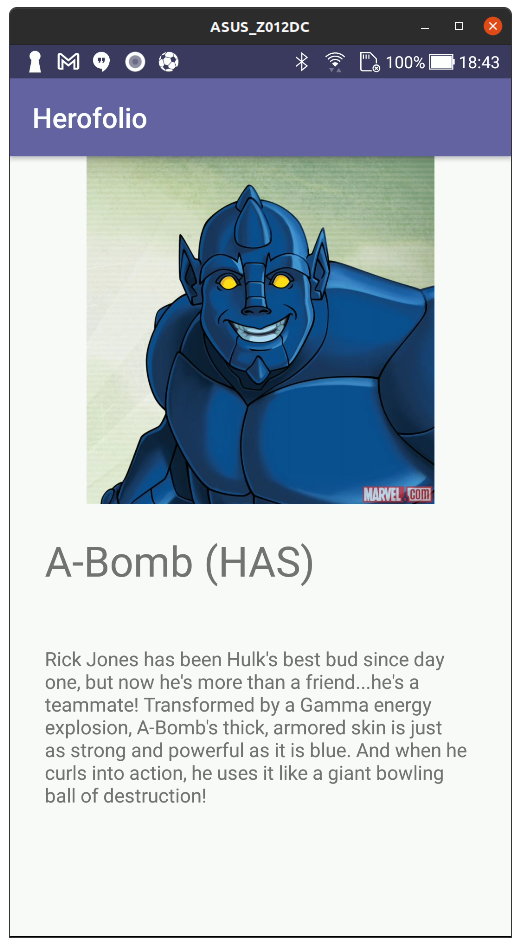 ASUS_Z012DC
100% 18:43
Herofolio
MARVEL.com
A-Bomb (HAS)
Rick Jones has been Hulk's best bud since day
one, but now he's more than a friend...he's a
teammate! Transformed by a Gamma energy
explosion, A-Bomb's thick, armored skin is just
as strong and powerful as it is blue. And when he
curls into action, he uses it like a giant bowling
ball of destruction!